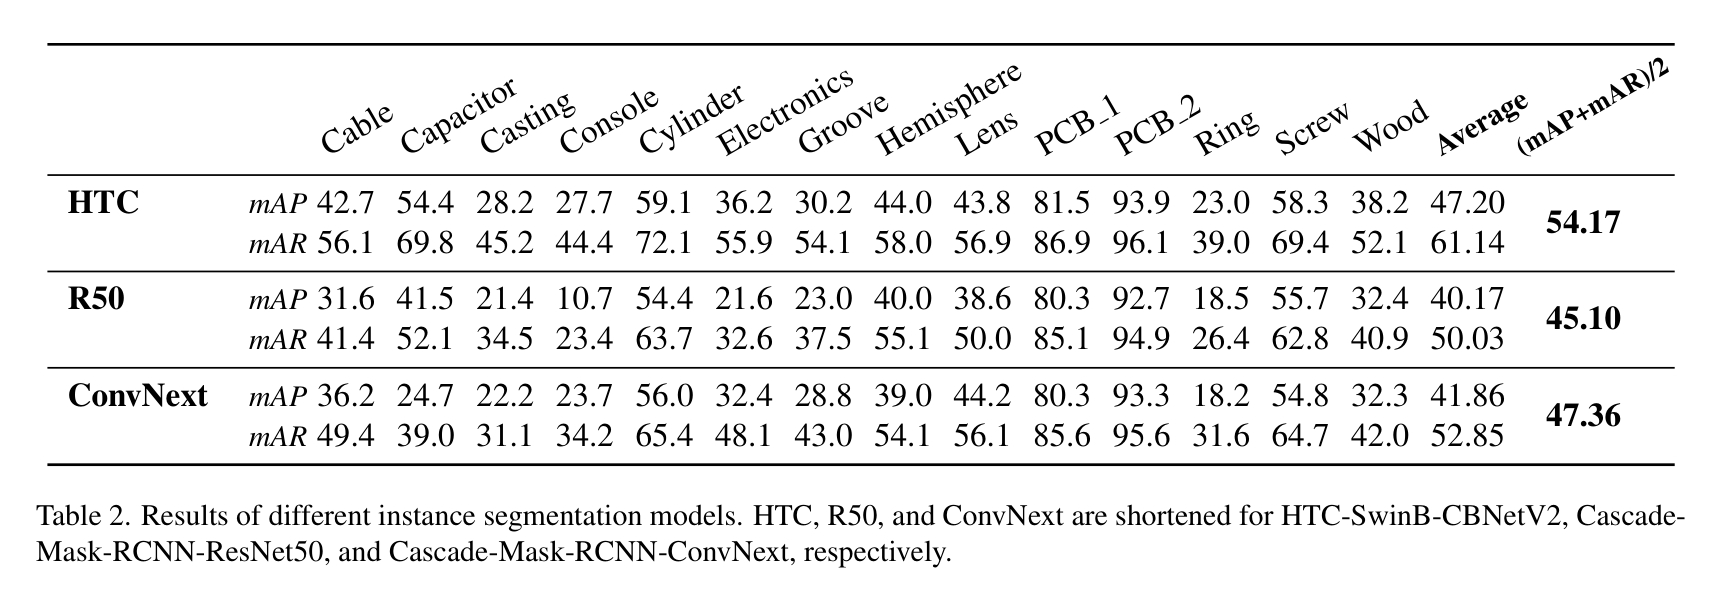 Cable Capacitor Casting Console Cylinder Electronics Groove Hemisphere Lens PCB_1 PCB_2 Ring Screw Wood Average (mAP+mAR)/2
HTC mAP 42.7 54.4 28.2 27.7 59.1 36.2 30.2 44.0 43.8 81.5 93.9 23.0 58.3 38.2 47.20 54.17
mAR 56.1 69.8 45.2 44.4 72.1 55.9 54.1 58.0 56.9 86.9 96.1 39.0 69.4 52.1 61.14
R50 mAP 31.6 41.5 21.4 10.7 54.4 21.6 23.0 40.0 38.6 80.3 92.7 18.5 55.7 32.4 40.17 45.10
mAR 41.4 52.1 34.5 23.4 63.7 32.6 37.5 55.1 50.0 85.1 94.9 26.4 62.8 40.9 50.03
ConvNext mAP 36.2 24.7 22.2 23.7 56.0 32.4 28.8 39.0 44.2 80.3 93.3 18.2 54.8 32.3 41.86 47.36
mAR 49.4 39.0 31.1 34.2 65.4 48.1 43.0 54.1 56.1 85.6 95.6 31.6 64.7 42.0 52.85
Table 2. Results of different instance segmentation models. HTC, R50, and ConvNext are shortened for HTC-SwinB-CBNetV2, Cascade-
Mask-RCNN-ResNet50, and Cascade-Mask-RCNN-ConvNext, respectively.